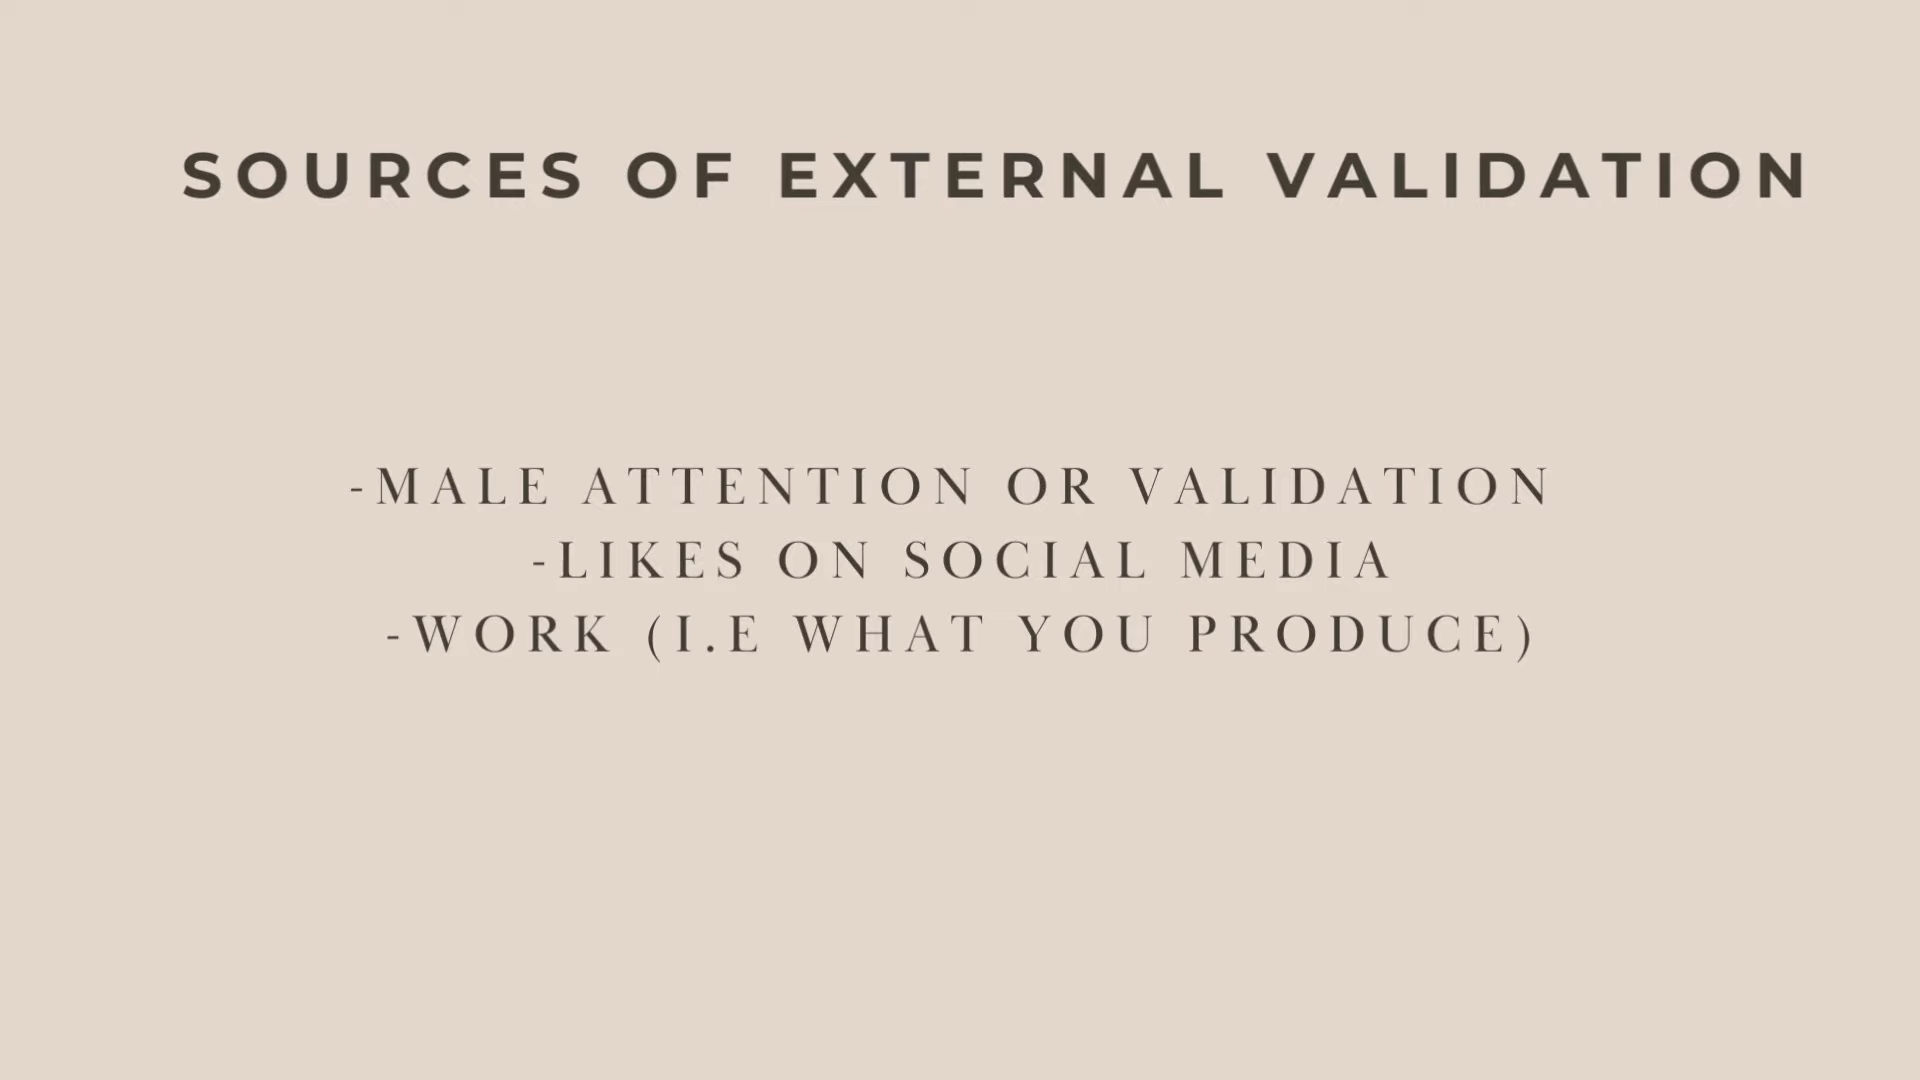 SOURCES OF EXTERNAL VALIDATION
-MALE ATTENTION OR VALIDATION
-LIKES ON SOCIAL MEDIA
-WORK (I.E WHAT YOU PRODUCE)